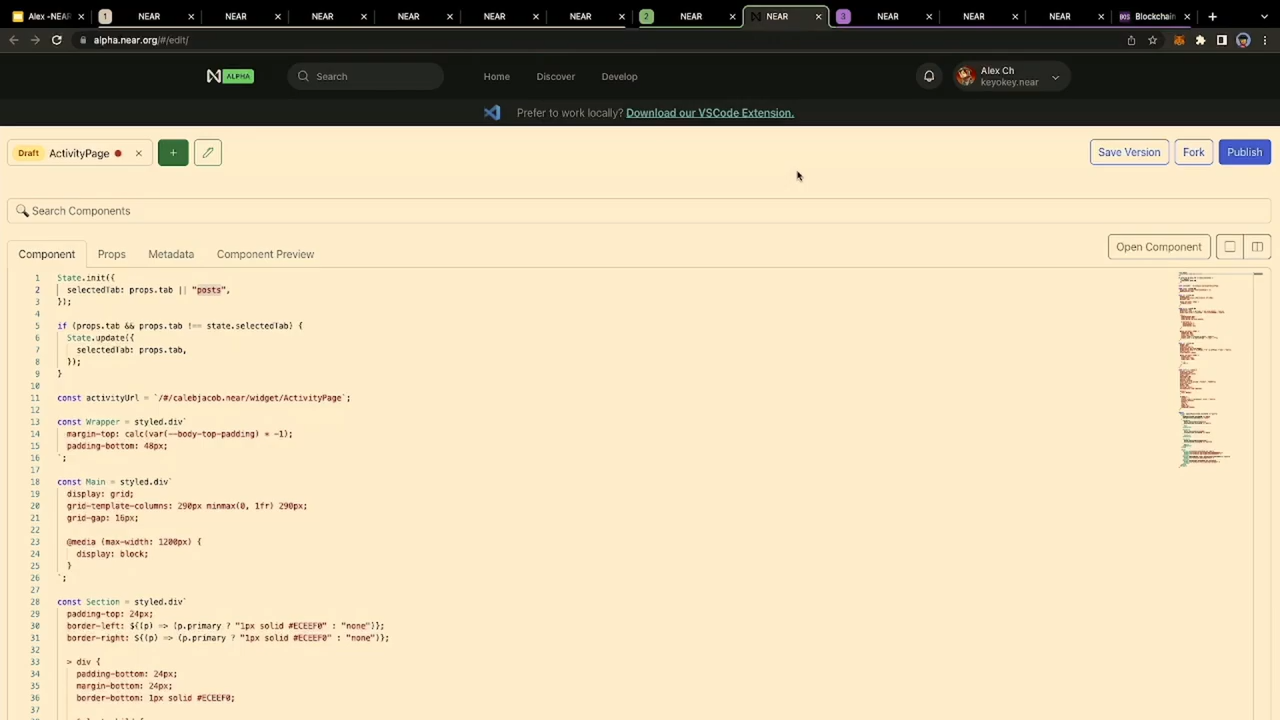 Alex -NEAR
1
NEAR
NEAR
NEAR
NEAR
NEAR
NEAR
2
NEAR
NEAR
3
NEAR
NEAR
NEAR
BOS Blockchain
alpha.near.org/#/edit/
ALPHA
Search
Home
Discover
Develop
Alex Ch
keyokey.near
Prefer to work locally? Download our VSCode Extension.
Draft ActivityPage
+
Save Version
Fork
Publish
Search Components
Component
Props
Metadata
Component Preview
Open Component
1 State.init({
2 selectedTab: props.tab || "posts",
3 });
4
5 if (props.tab && props.tab !== state.selectedTab) {
6 State.update({
7 selectedTab: props.tab,
8 });
9 }
10
11 const activityUrl = `/#/calebjacob.near/widget/ActivityPage`;
12
13 const Wrapper = styled.div`
14 margin-top: calc(var(--body-top-padding) * -1);
15 padding-bottom: 48px;
16 `;
17
18 const Main = styled.div`
19 display: grid;
20 grid-template-columns: 290px minmax(0, 1fr) 290px;
21 grid-gap: 16px;
22
23 @media (max-width: 1200px) {
24 display: block;
25 }
26 `;
27
28 const Section = styled.div`
29 padding-top: 24px;
30 border-left: ${(p) => (p.primary ? "1px solid #ECEEF0" : "none")};
31 border-right: ${(p) => (p.primary ? "1px solid #ECEEF0" : "none")};
32
33 > div {
34 padding-bottom: 24px;
35 margin-bottom: 24px;
36 border-bottom: 1px solid #ECEEF0;
37